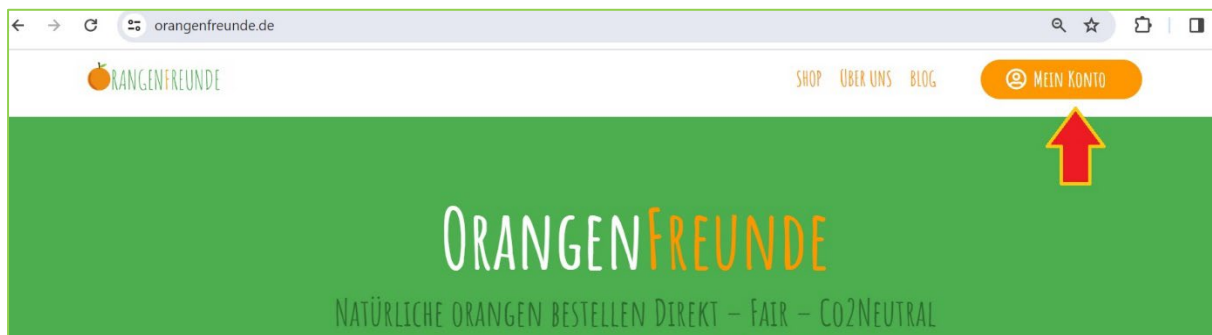 orangenfreunde.de
ORANGENFREUNDE SHOP ÜBER UNS BLOG MEIN KONTO
ORANGENFREUNDE
NATÜRLICHE ORANGEN BESTELLEN DIREKT – FAIR – CO2NEUTRAL